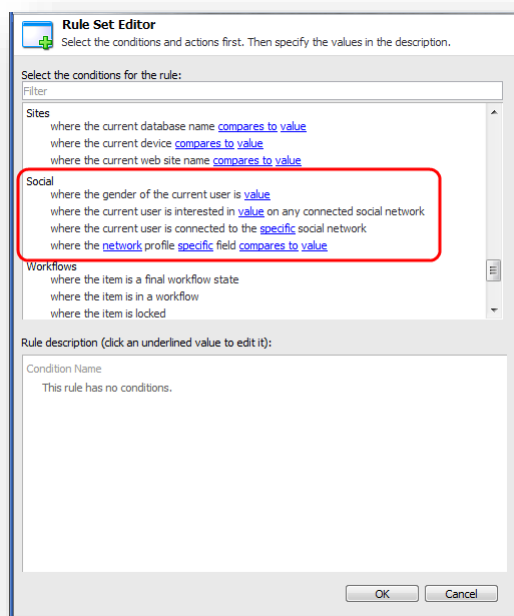 Rule Set Editor
Select the conditions and actions first. Then specify the values in the description.
Select the conditions for the rule:
Filter
Sites
where the current database name compares to value
where the current device compares to value
where the current web site name compares to value
Social
where the gender of the current user is value
where the current user is interested in value on any connected social network
where the current user is connected to the specific social network
where the network profile specific field compares to value
Workflows
where the item is a final workflow state
where the item is in a workflow
where the item is locked
Rule description (click an underlined value to edit it):
Condition Name
This rule has no conditions.
OK Cancel